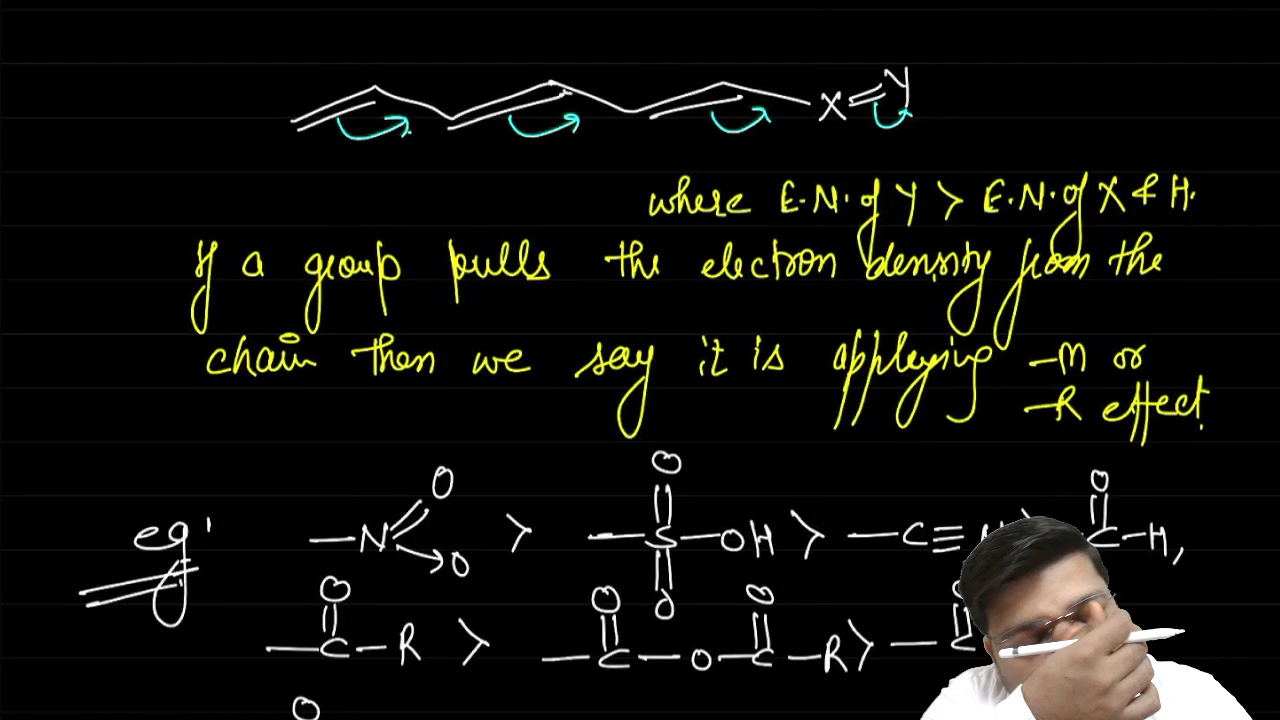 X=Y
where E.N. of Y > E.N. of X & H.
If a group pulls the electron density from the
chain then we say it is applying -M or
-R effect.
eg'
O O O
-N > -S-OH > -C≡ > C-H,
O O
O O O
-C-R > -C-O-C-R > -C
O